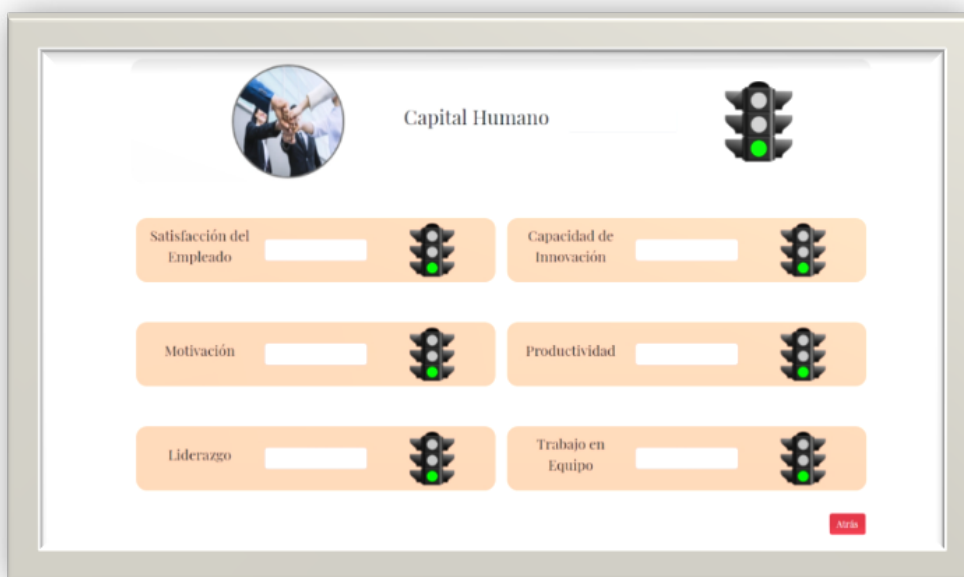 Capital Humano
Satisfacción del
Empleado
Capacidad de
Innovación
Motivación
Productividad
Liderazgo
Trabajo en
Equipo
Atrás